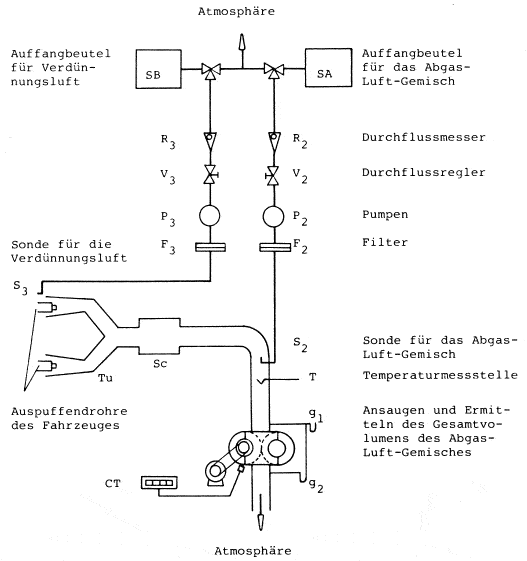 Atmosphäre
Auffangbeutel
für Verdün-
nungsluft
SB
SA
Auffangbeutel
für das Abgas-
Luft-Gemisch
R3
R2
Durchflussmesser
V3
V2
Durchflussregler
P3
P2
Pumpen
Sonde für die
Verdünnungsluft
F3
F2
Filter
S3
S2
Sonde für das Abgas-
Luft-Gemisch
Sc
Tu
T
Temperaturmessstelle
Auspuffendrohre
des Fahrzeuges
g1
Ansaugen und Ermit-
teln des Gesamtvo-
lumens des Abgas-
Luft-Gemisches
CT
g2
Atmosphäre